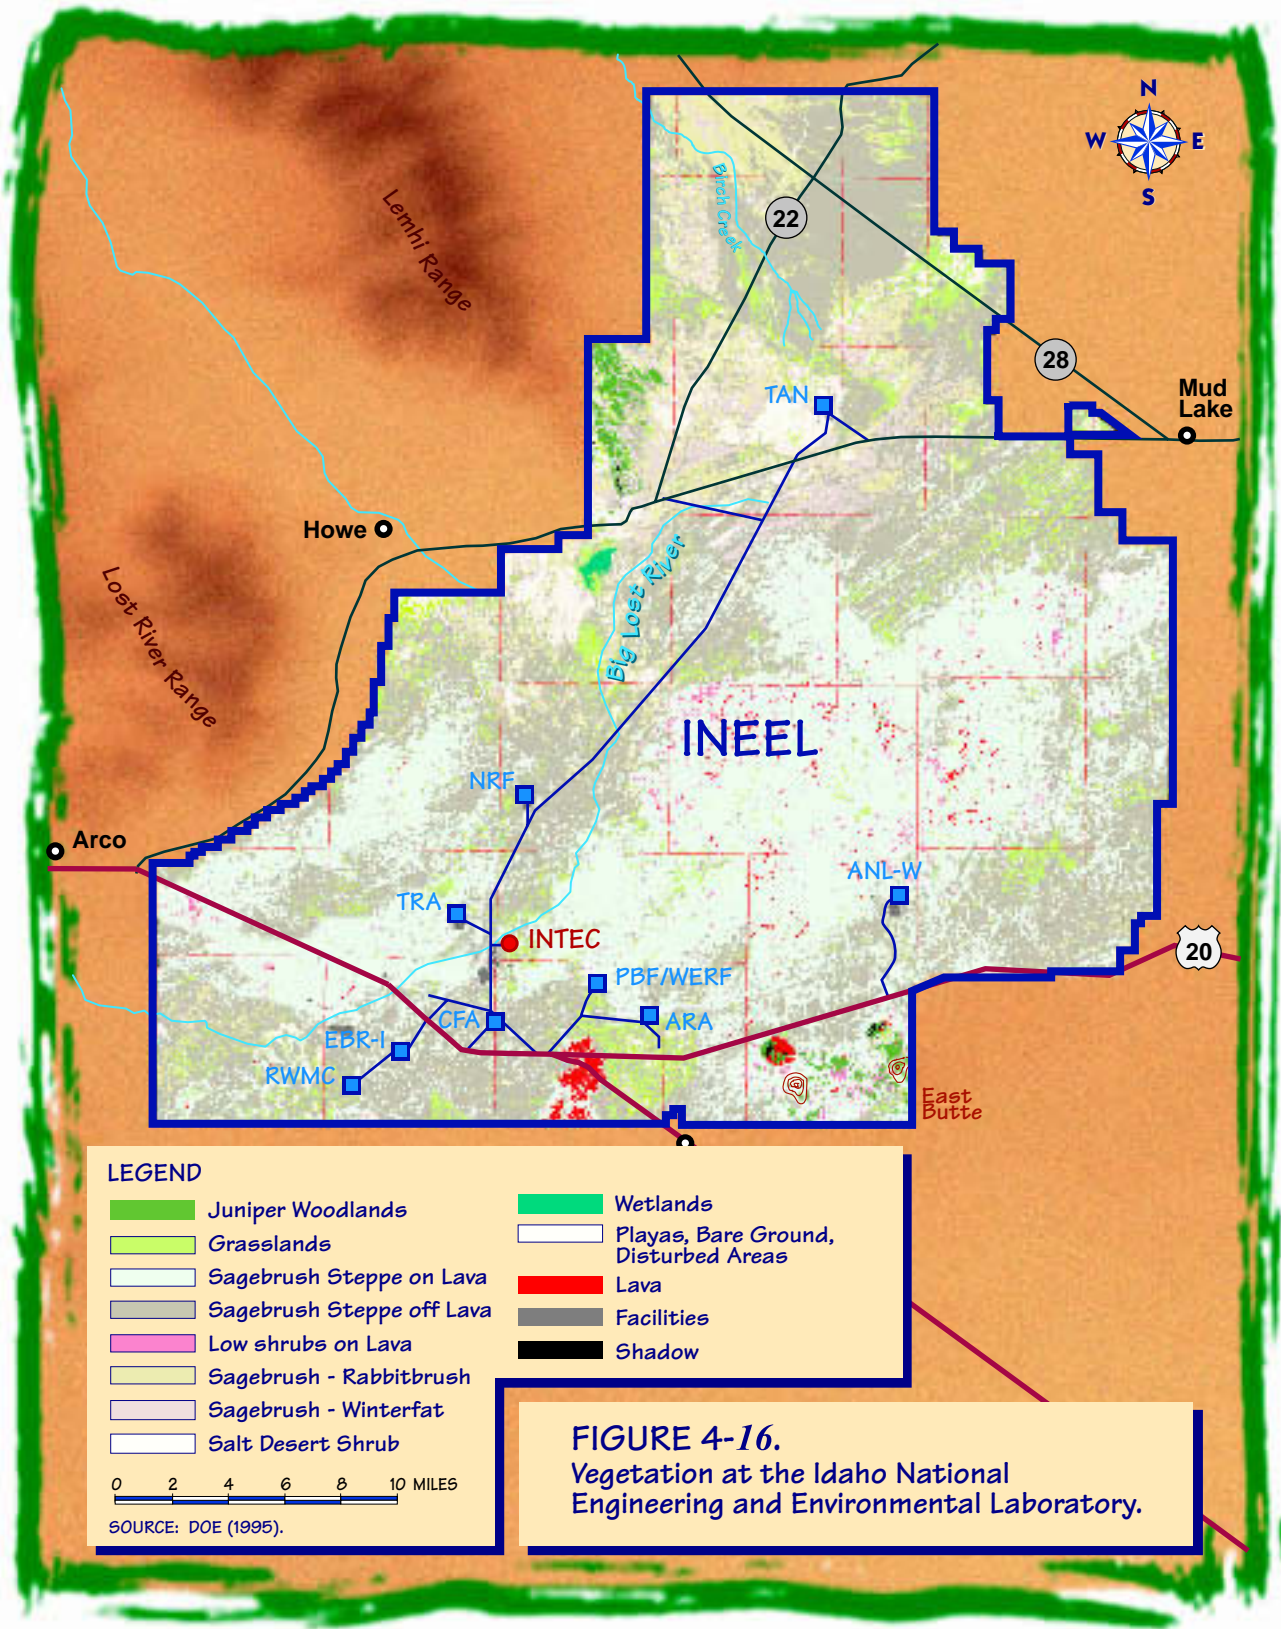 N
W
E
S
Birch Creek
Lemhi Range
22
28
TAN
Mud
Lake
Howe
Big Lost River
Lost River Range
INEEL
NRF
Arco
ANL-W
TRA
INTEC
20
PBF/WERF
CFA
ARA
EBR-I
RWMC
East
Butte
LEGEND
Juniper Woodlands
Grasslands
Sagebrush Steppe on Lava
Sagebrush Steppe off Lava
Low shrubs on Lava
Sagebrush - Rabbitbrush
Sagebrush - Winterfat
Salt Desert Shrub
Wetlands
Playas, Bare Ground,
Disturbed Areas
Lava
Facilities
Shadow
0 2 4 6 8 10 MILES
SOURCE: DOE (1995).
FIGURE 4-16.
Vegetation at the Idaho National
Engineering and Environmental Laboratory.